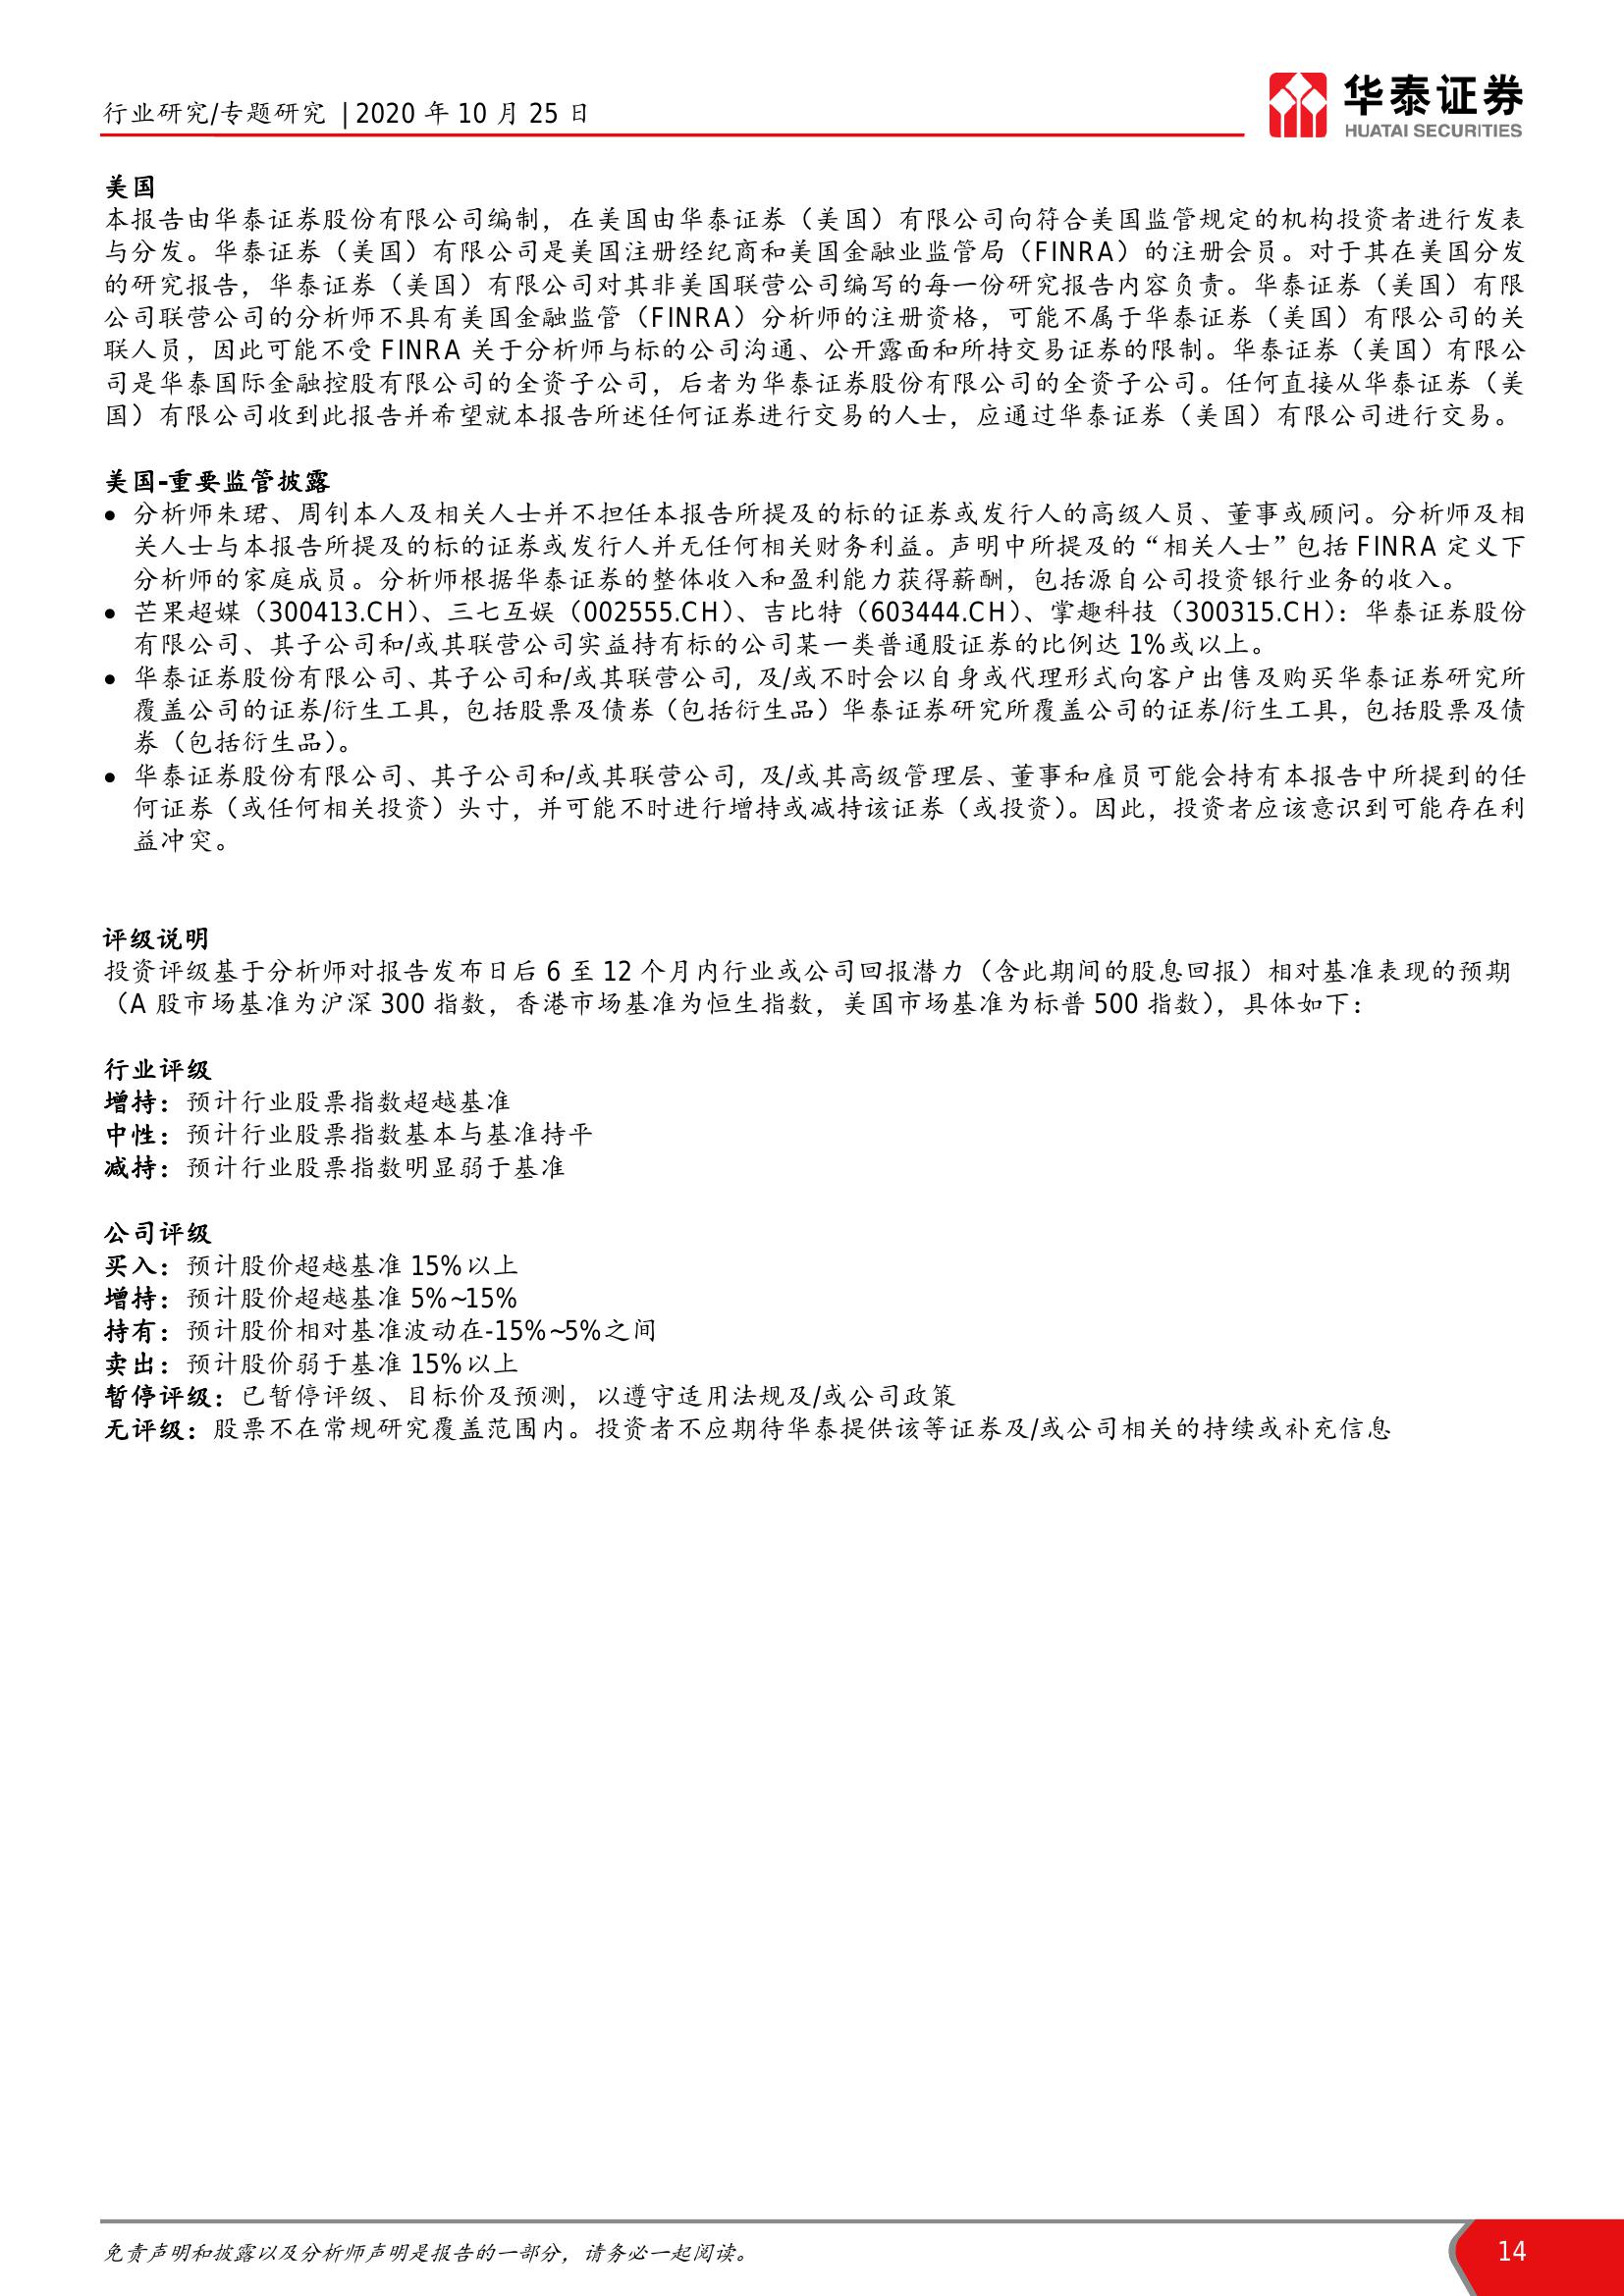 行业研究/专题研究 | 2020 年 10 月 25 日
华泰证券
HUATAI SECURITIES
美国
本报告由华泰证券股份有限公司编制，在美国由华泰证券（美国）有限公司向符合美国监管规定的机构投资者进行发表
与分发。华泰证券（美国）有限公司是美国注册经纪商和美国金融业监管局（FINRA）的注册会员。对于其在美国分发
的研究报告，华泰证券（美国）有限公司对其非美国联营公司编写的每一份研究报告内容负责。华泰证券（美国）有限
公司联营公司的分析师不具有美国金融监管（FINRA）分析师的注册资格，可能不属于华泰证券（美国）有限公司的关
联人员，因此可能不受 FINRA 关于分析师与标的公司沟通、公开露面和所持交易证券的限制。华泰证券（美国）有限公
司是华泰国际金融控股有限公司的全资子公司，后者为华泰证券股份有限公司的全资子公司。任何直接从华泰证券（美
国）有限公司收到此报告并希望就本报告所述任何证券进行交易的人士，应通过华泰证券（美国）有限公司进行交易。
美国-重要监管披露
● 分析师朱珺、周钊本人及相关人士并不担任本报告所提及的标的证券或发行人的高级人员、董事或顾问。分析师及相
关人士与本报告所提及的标的证券或发行人并无任何相关财务利益。声明中所提及的“相关人士”包括 FINRA 定义下
分析师的家庭成员。分析师根据华泰证券的整体收入和盈利能力获得薪酬，包括源自公司投资银行业务的收入。
● 芒果超媒（300413.CH）、三七互娱（002555.CH）、吉比特（603444.CH）、掌趣科技（300315.CH）：华泰证券股份
有限公司、其子公司和/或其联营公司实益持有标的公司某一类普通股证券的比例达 1%或以上。
● 华泰证券股份有限公司、其子公司和/或其联营公司, 及/或不时会以自身或代理形式向客户出售及购买华泰证券研究所
覆盖公司的证券/衍生工具，包括股票及债券（包括衍生品）华泰证券研究所覆盖公司的证券/衍生工具，包括股票及债
券（包括衍生品）。
● 华泰证券股份有限公司、其子公司和/或其联营公司, 及/或其高级管理层、董事和雇员可能会持有本报告中所提到的任
何证券（或任何相关投资）头寸，并可能不时进行增持或减持该证券（或投资）。因此，投资者应该意识到可能存在利
益冲突。
评级说明
投资评级基于分析师对报告发布日后 6 至 12 个月内行业或公司回报潜力（含此期间的股息回报）相对基准表现的预期
（A 股市场基准为沪深 300 指数，香港市场基准为恒生指数，美国市场基准为标普 500 指数），具体如下：
行业评级
增持：预计行业股票指数超越基准
中性：预计行业股票指数基本与基准持平
减持：预计行业股票指数明显弱于基准
公司评级
买入：预计股价超越基准 15%以上
增持：预计股价超越基准 5%~15%
持有：预计股价相对基准波动在-15%~5%之间
卖出：预计股价弱于基准 15%以上
暂停评级：已暂停评级、目标价及预测，以遵守适用法规及/或公司政策
无评级：股票不在常规研究覆盖范围内。投资者不应期待华泰提供该等证券及/或公司相关的持续或补充信息
免责声明和披露以及分析师声明是报告的一部分，请务必一起阅读。
14